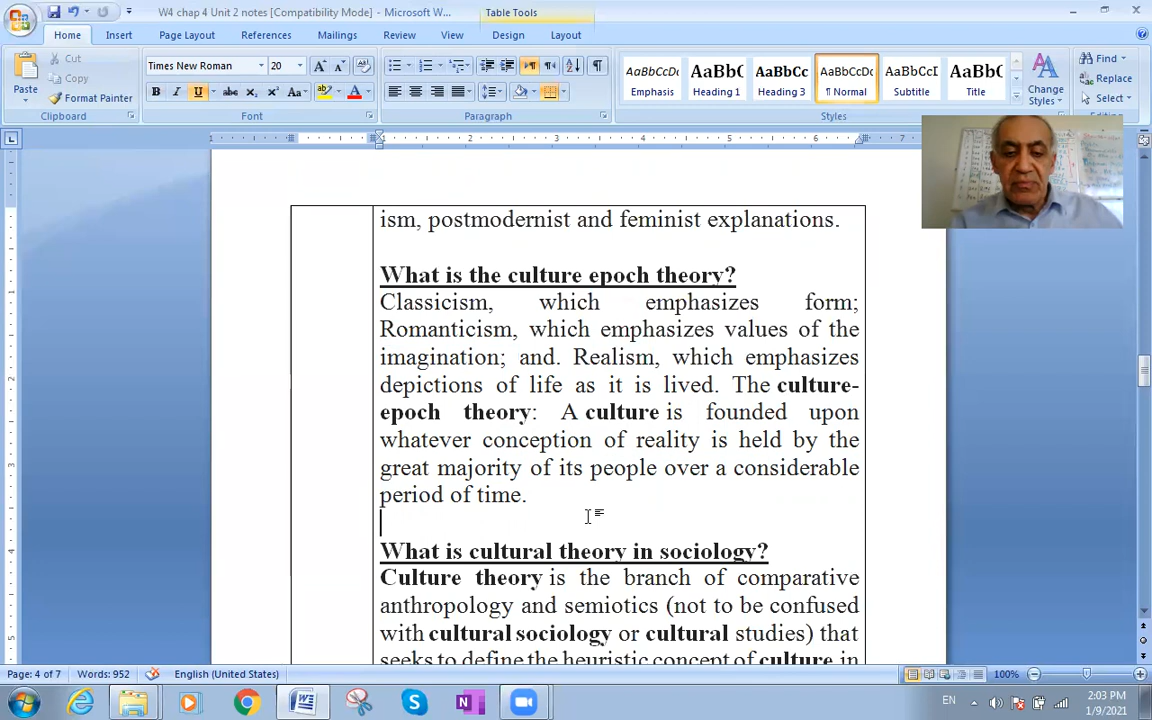 W4 chap 4 Unit 2 notes [Compatibility Mode] - Microsoft W...
Table Tools
Home Insert Page Layout References Mailings Review View Design Layout
Paste
Cut
Copy
Format Painter
Clipboard
Times New Roman 20
Font
Paragraph
AaBbCcDc AaBbC AaBbCc AaBbCcDc AaBbCcI AaBbC
Emphasis Heading 1 Heading 3 ¶ Normal Subtitle Title
Change Styles
Styles
Find
Replace
Select
Editing
ism, postmodernist and feminist explanations.
What is the culture epoch theory?
Classicism, which emphasizes form;
Romanticism, which emphasizes values of the
imagination; and. Realism, which emphasizes
depictions of life as it is lived. The culture-
epoch theory: A culture is founded upon
whatever conception of reality is held by the
great majority of its people over a considerable
period of time.
What is cultural theory in sociology?
Culture theory is the branch of comparative
anthropology and semiotics (not to be confused
with cultural sociology or cultural studies) that
seeks to define the heuristic concept of culture in
Page: 4 of 7 Words: 952 English (United States) 100%
EN 2:03 PM
1/9/2021